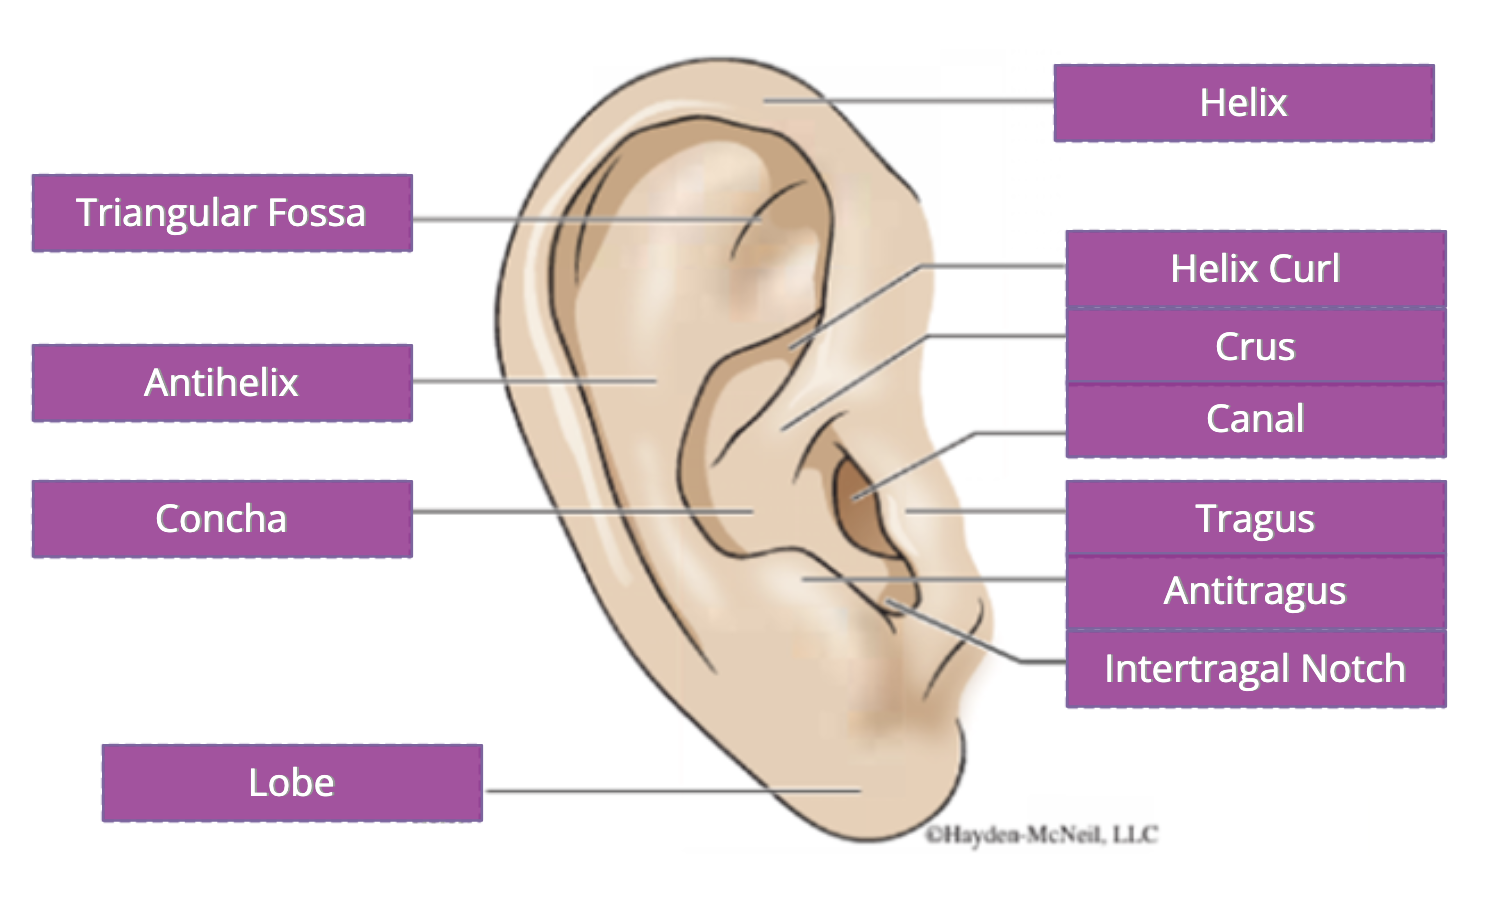 Helix
Triangular Fossa
Helix Curl
Crus
Antihelix
Canal
Concha
Tragus
Antitragus
Intertragal Notch
Lobe
©Hayden-McNeil, LLC